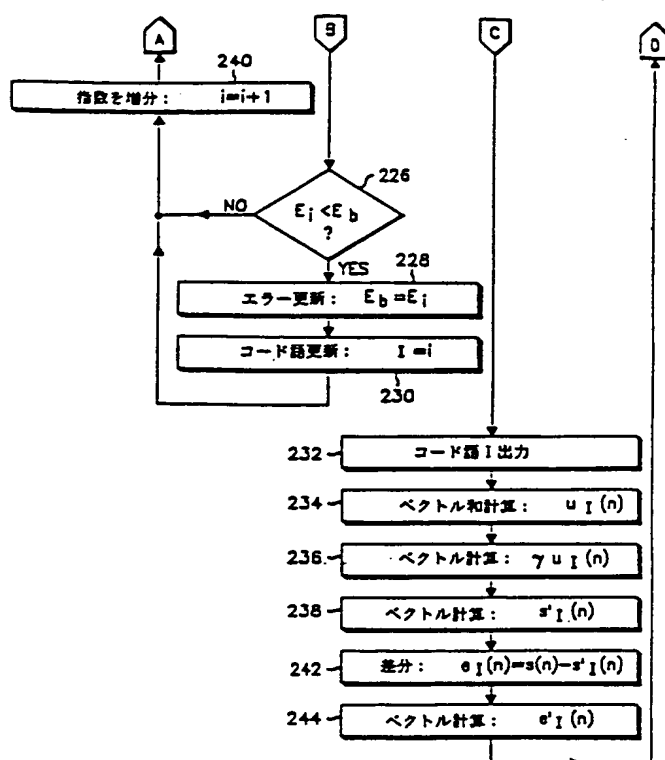 A B C D
240
指数を増分: i=i+1
226
NO
E_i<E_b
?
YES
228
エラー更新: E_b=E_i
コード語更新: I=i
230
232 コード語I出力
234 ベクトル和計算: u_I(n)
236 ベクトル計算: γu_I(n)
238 ベクトル計算: s'_I(n)
242 差分: e_I(n)=s(n)-s'_I(n)
244 ベクトル計算: e'_I(n)